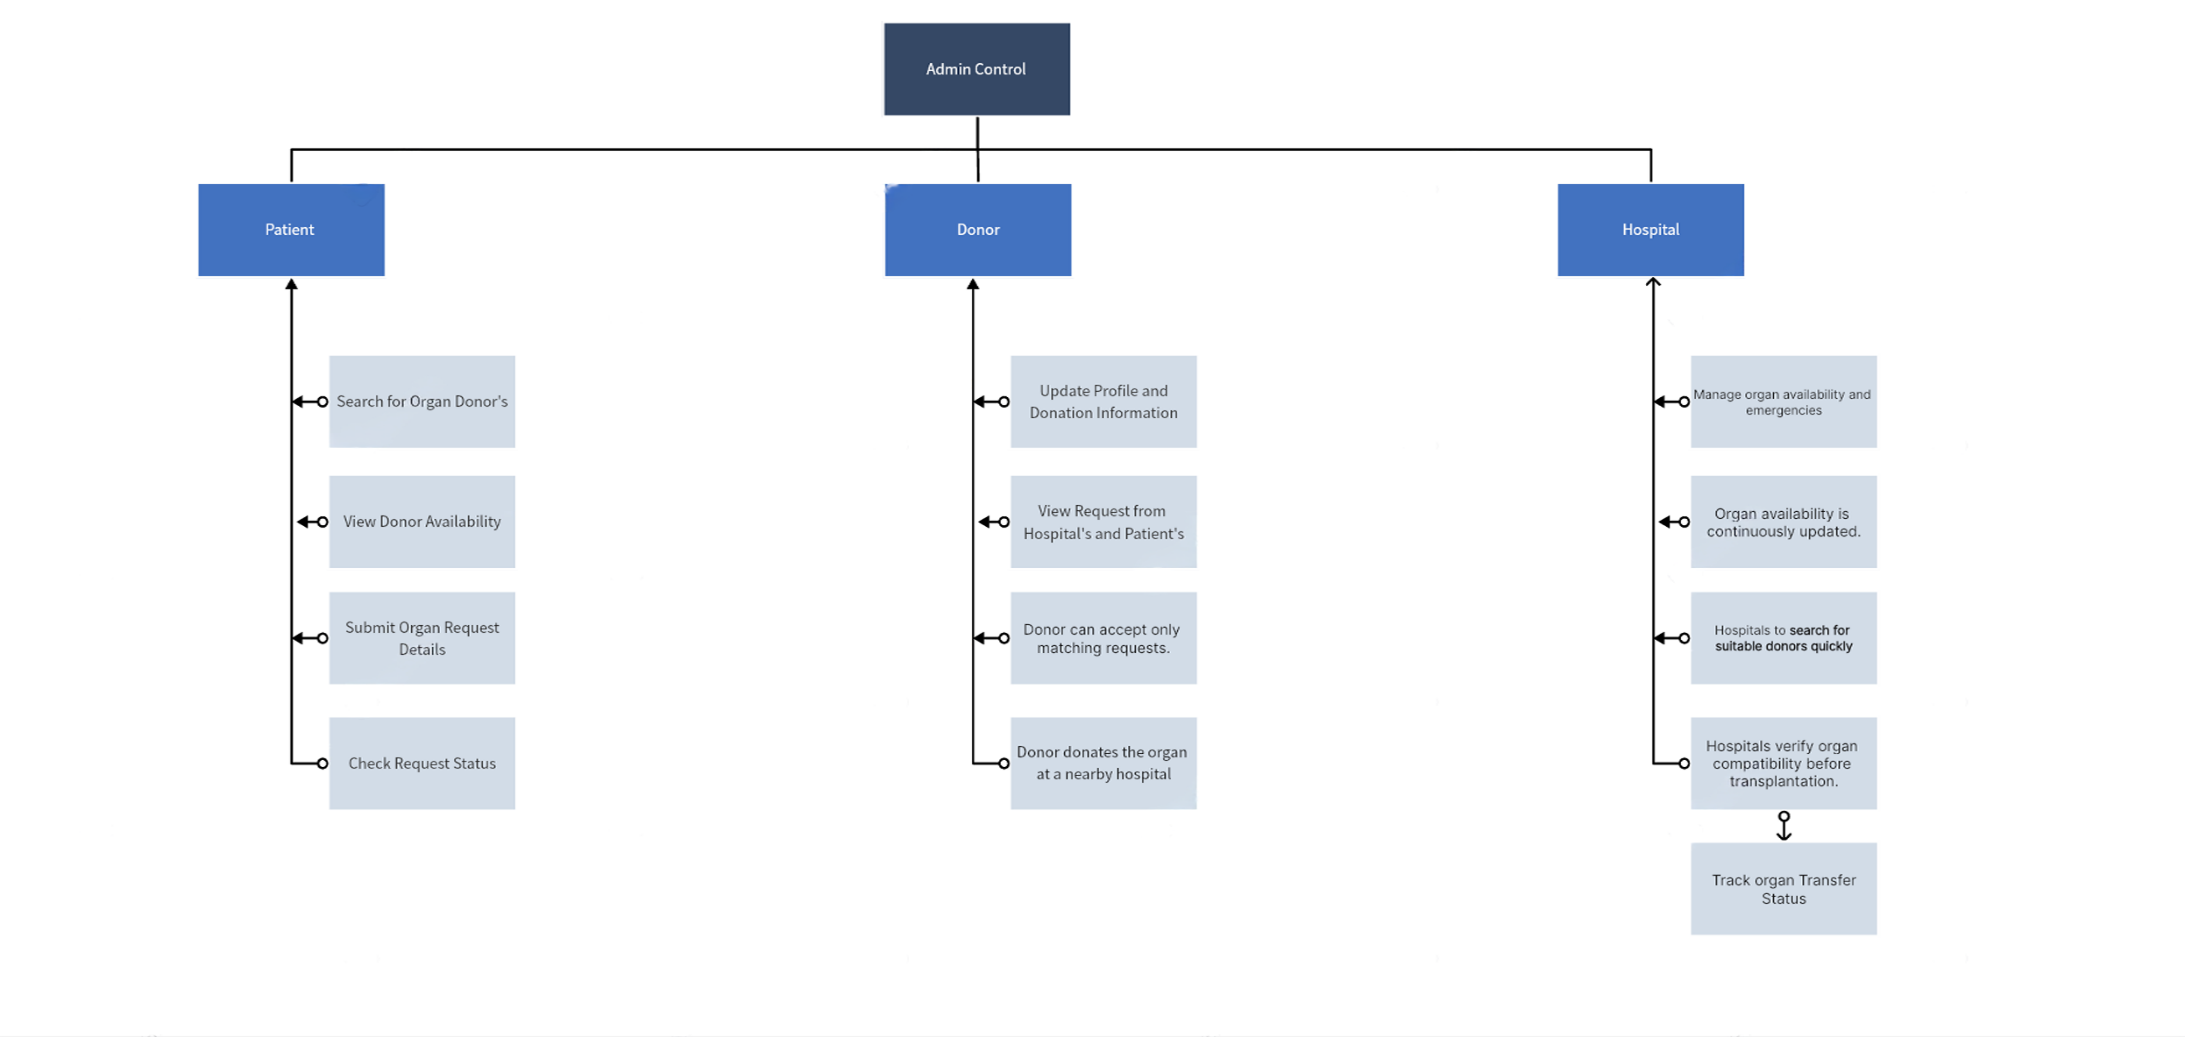 Admin Control
Patient
Donor
Hospital
Search for Organ Donor's
View Donor Availability
Submit Organ Request
Details
Check Request Status
Update Profile and
Donation Information
View Request from
Hospital's and Patient's
Donor can accept only
matching requests.
Donor donates the organ
at a nearby hospital
Manage organ availability and
emergencies
Organ availability is
continuously updated.
Hospitals to search for
suitable donors quickly
Hospitals verify organ
compatibility before
transplantation.
Track organ Transfer
Status